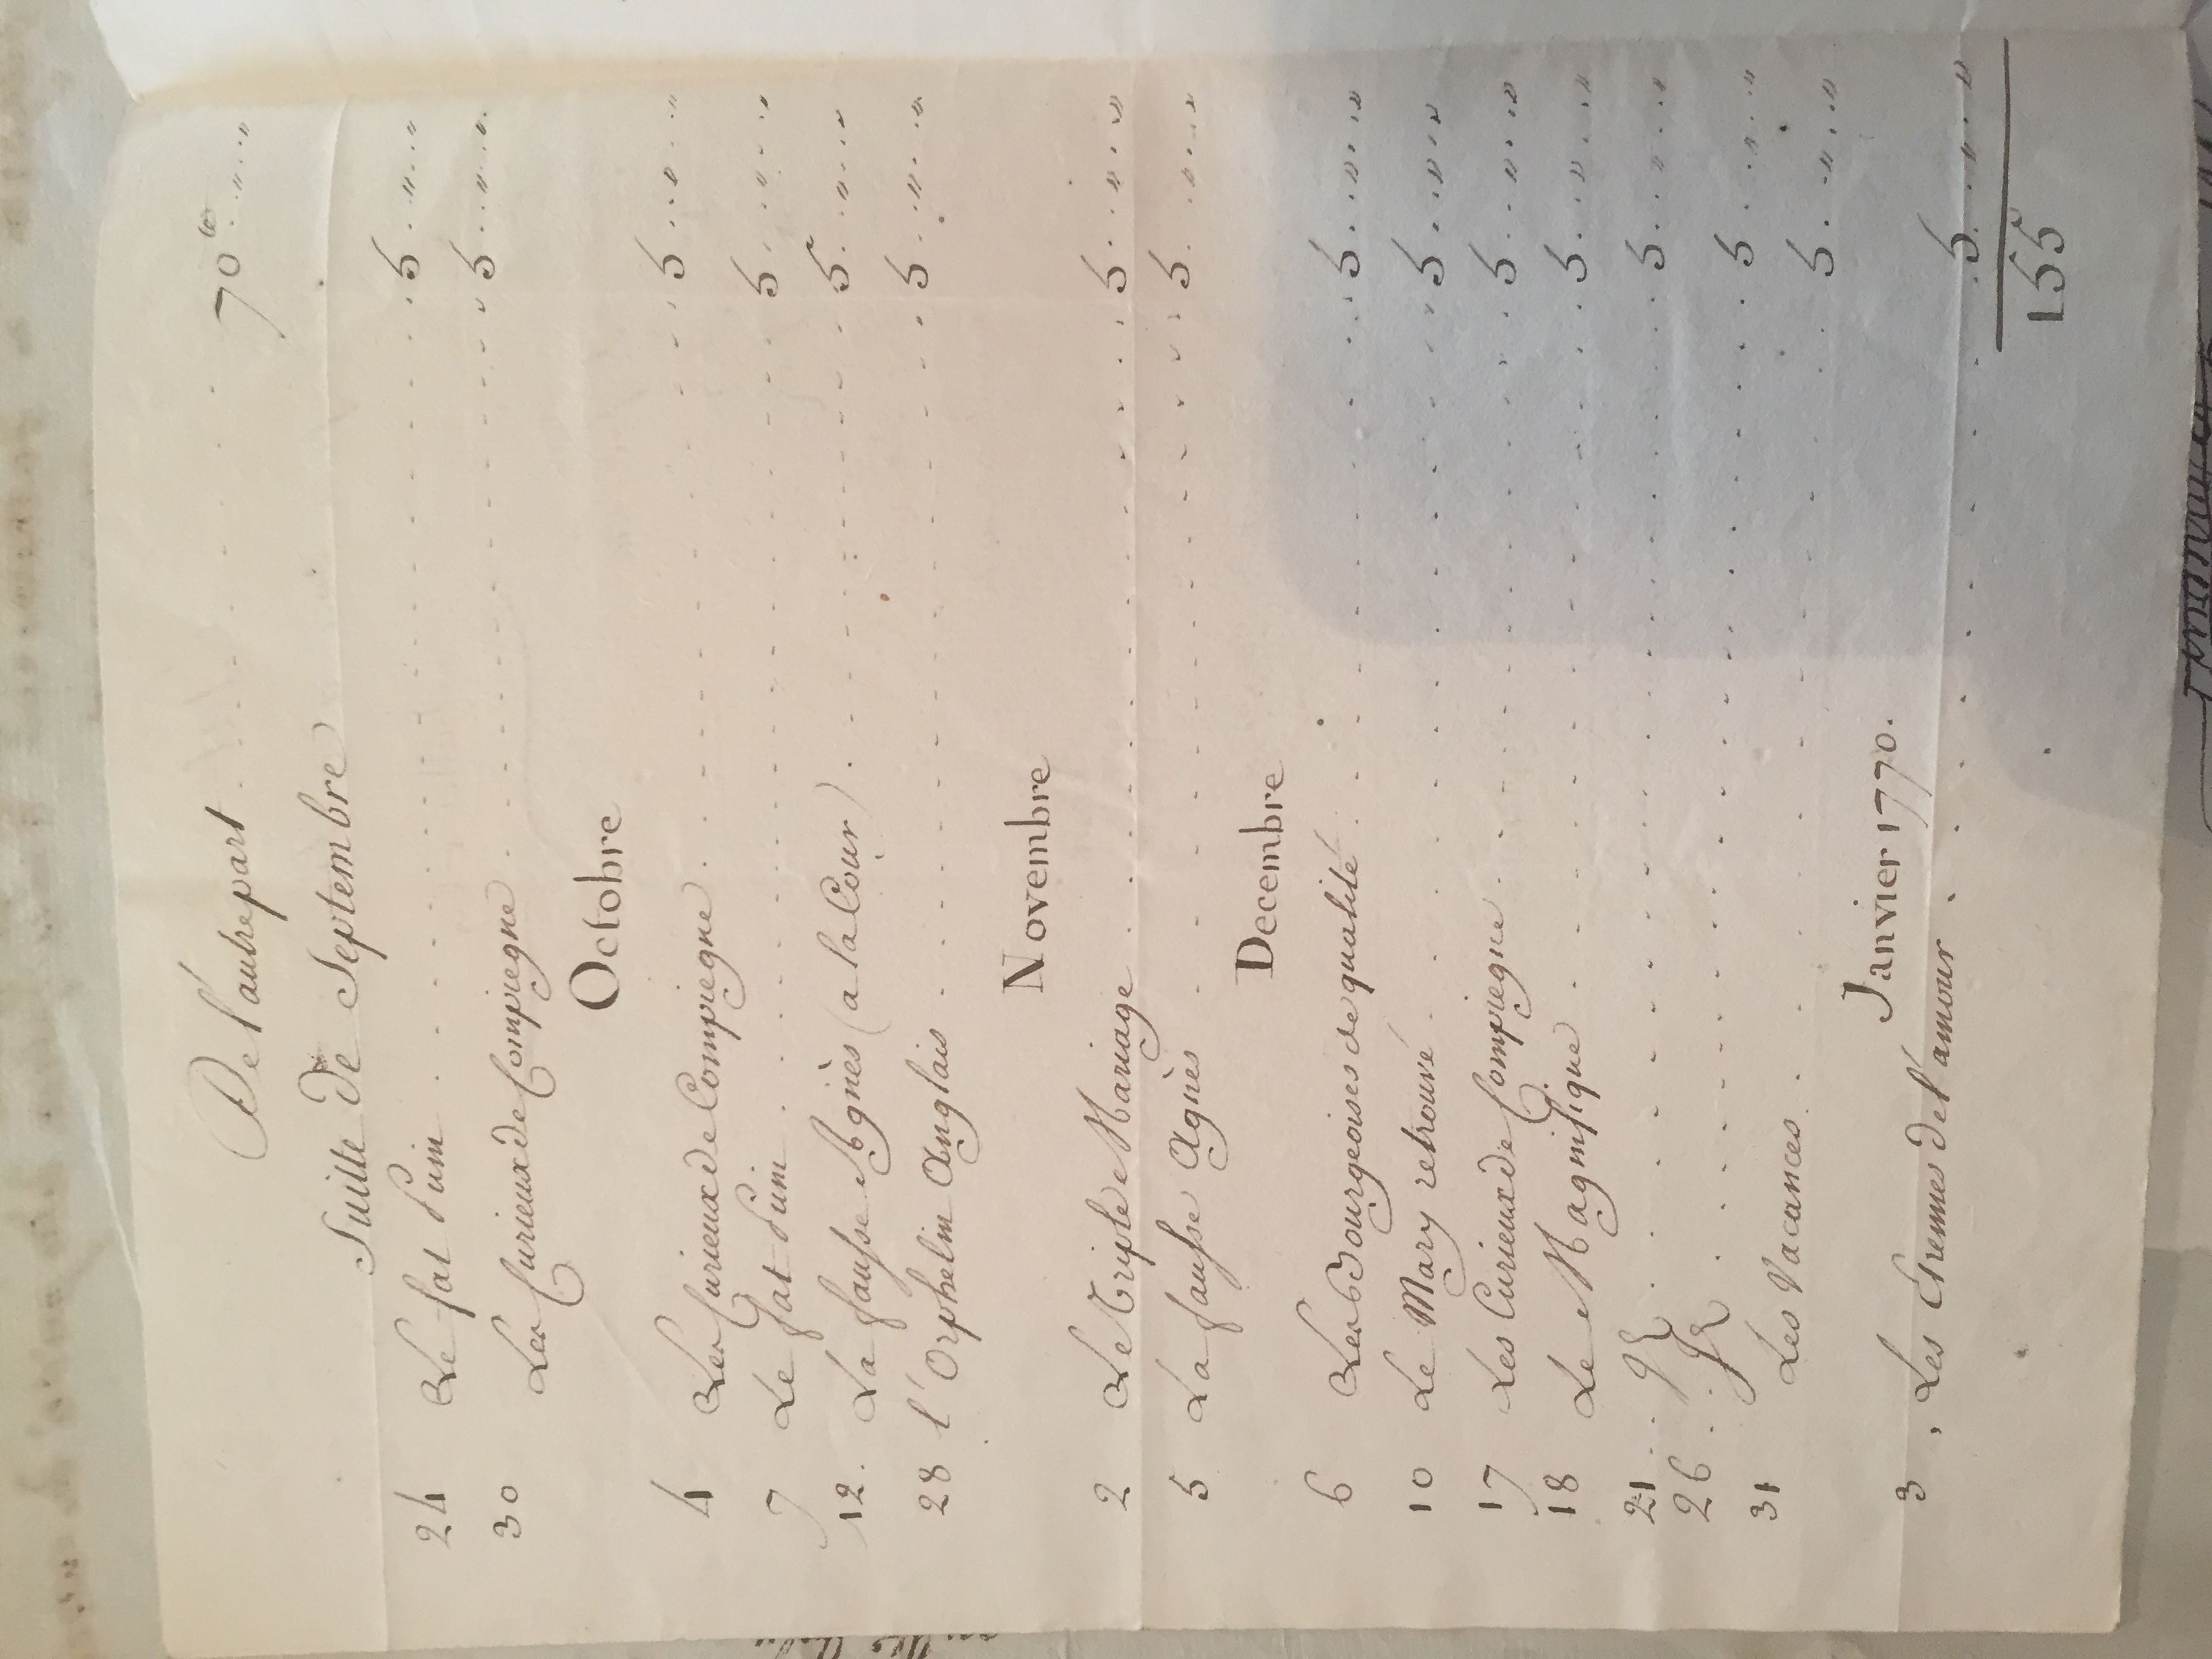 De l'autre part . . . . . . . . 70 # . „ . . „
Suitte de Septembre
24 Le fat Puni . . . . . . . . 5 . „ . . „
30 Les Curieux de Compiegne . . . . . . . . 5 . . „ . „
Octobre
4 Les Curieux de Compiegne . . . . . . . . 5 . . „ . . „
7 Le fat Puni . . . . . . . . 5 . . „ . . „
12. La fausse Agnès (a la Cour) . . . . . . . . 5 . . „ . . „
28 l'Orphelin Anglais . . . . . . . . 5 . . „ . . „
Novembre
2 Le Triple Mariage . . . . . . . . 5 . . „ . . „
5 La fausse Agnès . . . . . . . . 5 . . „ . . „
Decembre
6 Les Bourgeoises de qualité . . . . . . . . 5 . . „ . . „
10 Le Mary retrouvé . . . . . . . . 5 . . „ . . „
17 Les Curieux de Compiegne . . . . . . . . 5 . . „ . . „
18 Le Magnifique . . . . . . . . 5 . . „ . . „
21 . . . . . . . . 5 . . „ . . „
26 . . . . . . . . 5 . . „ . . „
31 Les Vacances . . . . . . . . 5 . . „ . . „
Janvier 1770.
3 . Les Etrennes de l'amour . . . . . . . . 5 . . „ . . „
155